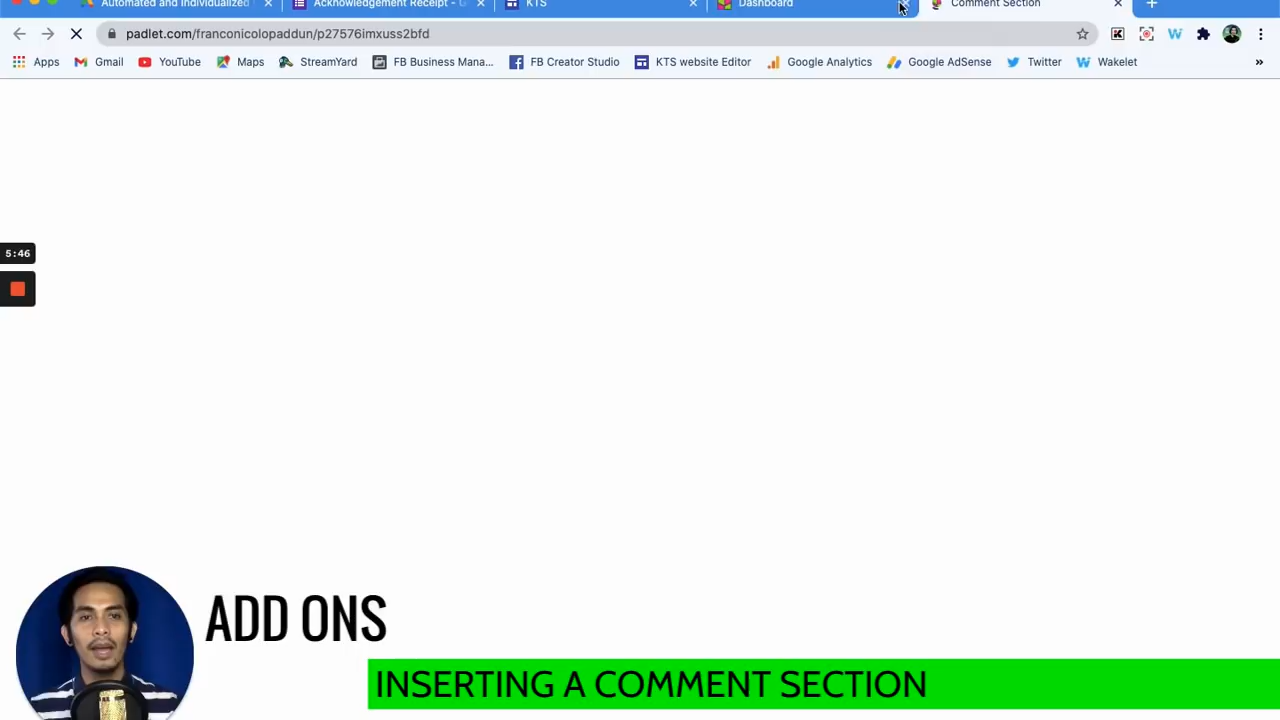 Automated and Individualized
Acknowledgement Receipt - G
KTS
Dashboard
Comment Section
padlet.com/franconicolopaddun/p27576imxuss2bfd
Apps
Gmail
YouTube
Maps
StreamYard
FB Business Mana...
FB Creator Studio
KTS website Editor
Google Analytics
Google AdSense
Twitter
Wakelet
»
5:46
ADD ONS
INSERTING A COMMENT SECTION